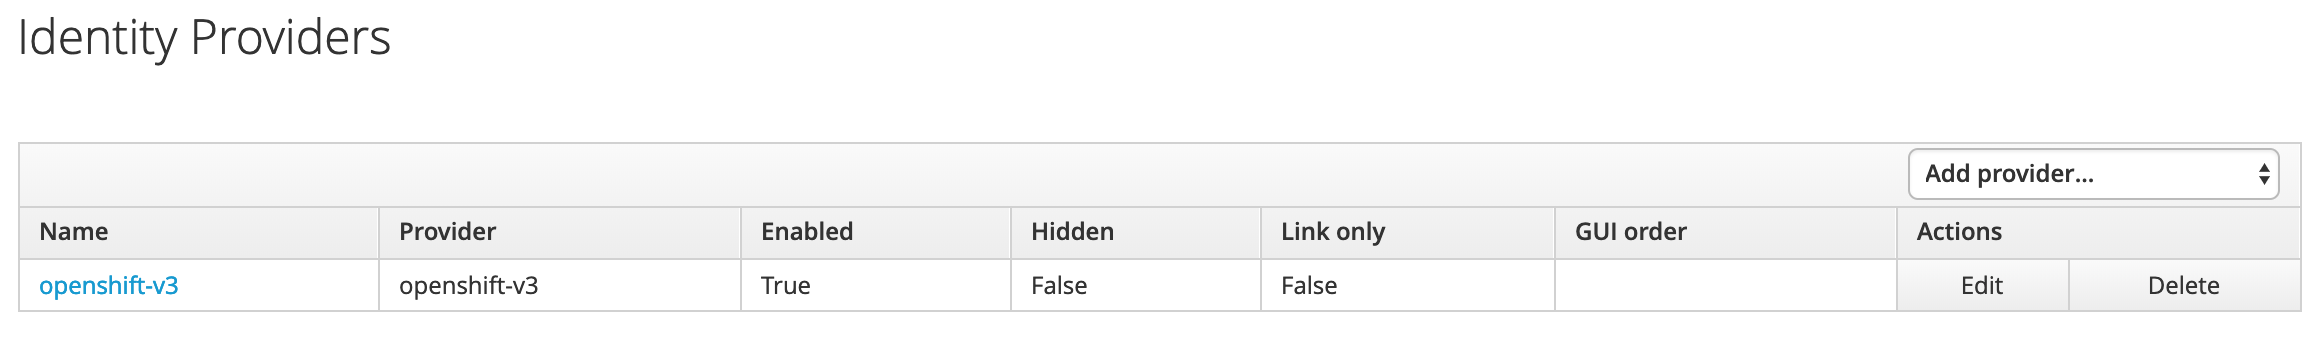 Identity Providers
Add provider...
Name Provider Enabled Hidden Link only GUI order Actions
openshift-v3 openshift-v3 True False False Edit Delete